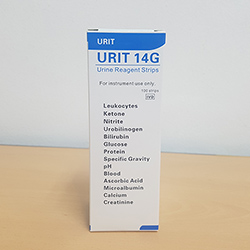 URIT
URIT 14G
Urine Reagent Strips
For instrument use only.
100 strips
IVD
Leukocytes
Ketone
Nitrite
Urobilinogen
Bilirubin
Glucose
Protein
Specific Gravity
pH
Blood
Ascorbic Acid
Microalbumin
Calcium
Creatinine